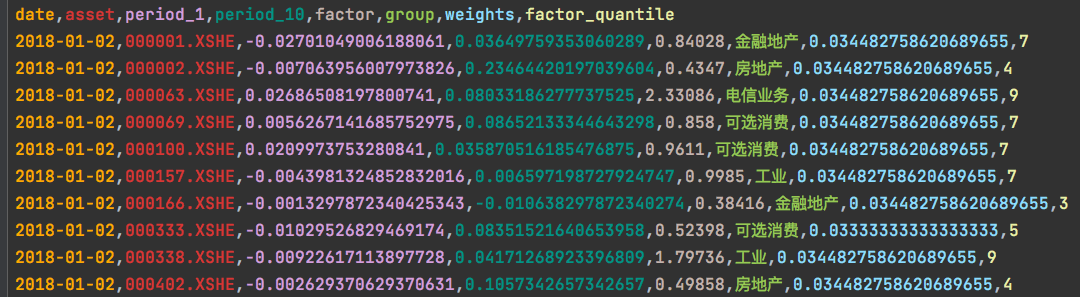 date,asset,period_1,period_10,factor,group,weights,factor_quantile
2018-01-02,000001.XSHE,-0.02701049006188061,0.03649759353060289,0.84028,金融地产,0.034482758620689655,7
2018-01-02,000002.XSHE,-0.007063956007973826,0.23464420197039604,0.4347,房地产,0.034482758620689655,4
2018-01-02,000063.XSHE,0.02686508197800741,0.08033186277737525,2.33086,电信业务,0.034482758620689655,9
2018-01-02,000069.XSHE,0.0056267141685752975,0.08652133344643298,0.858,可选消费,0.034482758620689655,7
2018-01-02,000100.XSHE,0.0209973753280841,0.035870516185476875,0.9611,可选消费,0.034482758620689655,7
2018-01-02,000157.XSHE,-0.0043981324852832016,0.006597198727924747,0.9985,工业,0.034482758620689655,7
2018-01-02,000166.XSHE,-0.0013297872340425343,-0.010638297872340274,0.38416,金融地产,0.034482758620689655,3
2018-01-02,000333.XSHE,-0.01029526829469174,0.08351521640653958,0.52398,可选消费,0.03333333333333333,5
2018-01-02,000338.XSHE,-0.00922617113897728,0.04171268923396809,1.79736,工业,0.034482758620689655,9
2018-01-02,000402.XSHE,-0.002629370629370631,0.1057342657342657,0.49858,房地产,0.034482758620689655,4